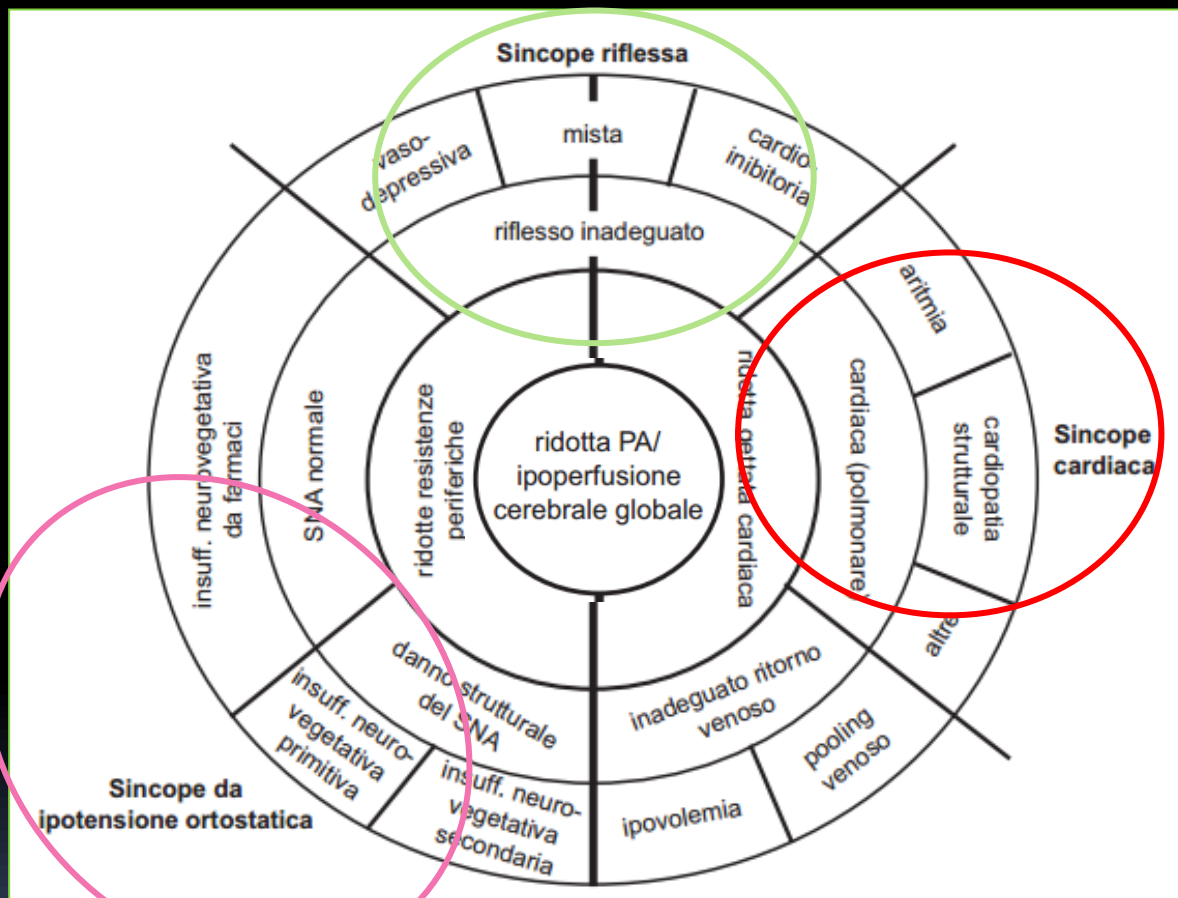 Sincope riflessa
vaso-
depressiva
mista
cardio-
inibitoria
riflesso inadeguato
aritmia
cardiopatia
strutturale
altre
Sincope
cardiaca
cardiaca (polmonare)
ridotta gettata cardiaca
ridotta PA/
ipoperfusione
cerebrale globale
ridotte resistenze
periferiche
SNA normale
insuff. neurovegetativa
da farmaci
danno strutturale
del SNA
insuff. neuro-
vegetativa
primitiva
insuff. neuro-
vegetativa
secondaria
inadeguato ritorno
venoso
pooling
venoso
ipovolemia
Sincope da
ipotensione ortostatica